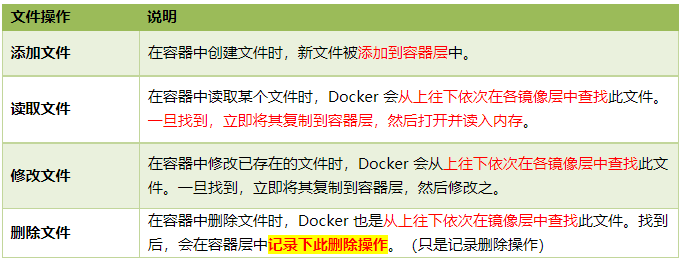 文件操作 说明
添加文件 在容器中创建文件时，新文件被添加到容器层中。
读取文件 在容器中读取某个文件时，Docker 会从上往下依次在各镜像层中查找此文件。
一旦找到，立即将其复制到容器层，然后打开并读入内存。
修改文件 在容器中修改已存在的文件时，Docker 会从上往下依次在各镜像层中查找此文
件。一旦找到，立即将其复制到容器层，然后修改之。
删除文件 在容器中删除文件时，Docker 也是从上往下依次在镜像层中查找此文件。找到
后，会在容器层中记录下此删除操作。（只是记录删除操作）